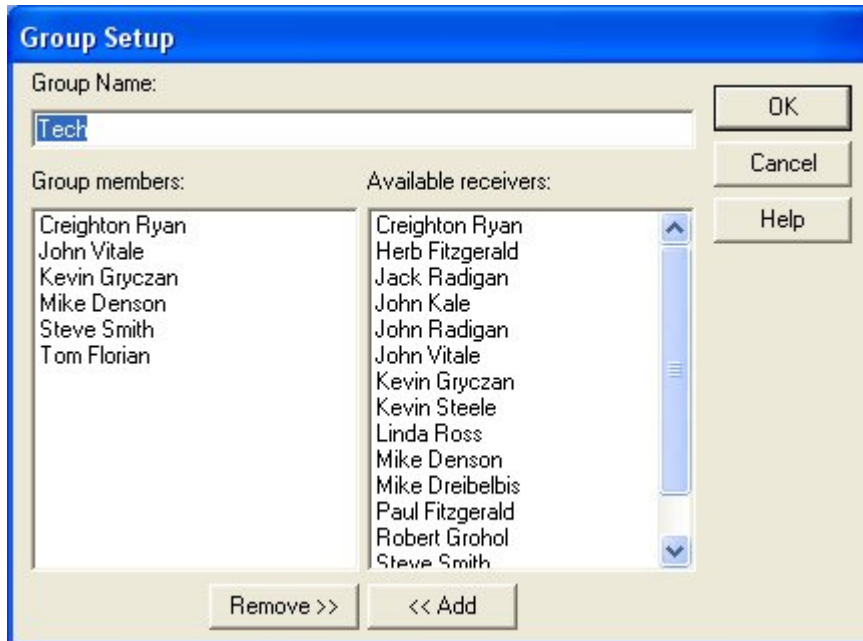 Group Setup
Group Name:
Tech
OK
Cancel
Help
Group members:
Creighton Ryan
John Vitale
Kevin Gryczan
Mike Denson
Steve Smith
Tom Florian
Available receivers:
Creighton Ryan
Herb Fitzgerald
Jack Radigan
John Kale
John Radigan
John Vitale
Kevin Gryczan
Kevin Steele
Linda Ross
Mike Denson
Mike Dreibelbis
Paul Fitzgerald
Robert Grohol
Steve Smith
Remove >>
<< Add